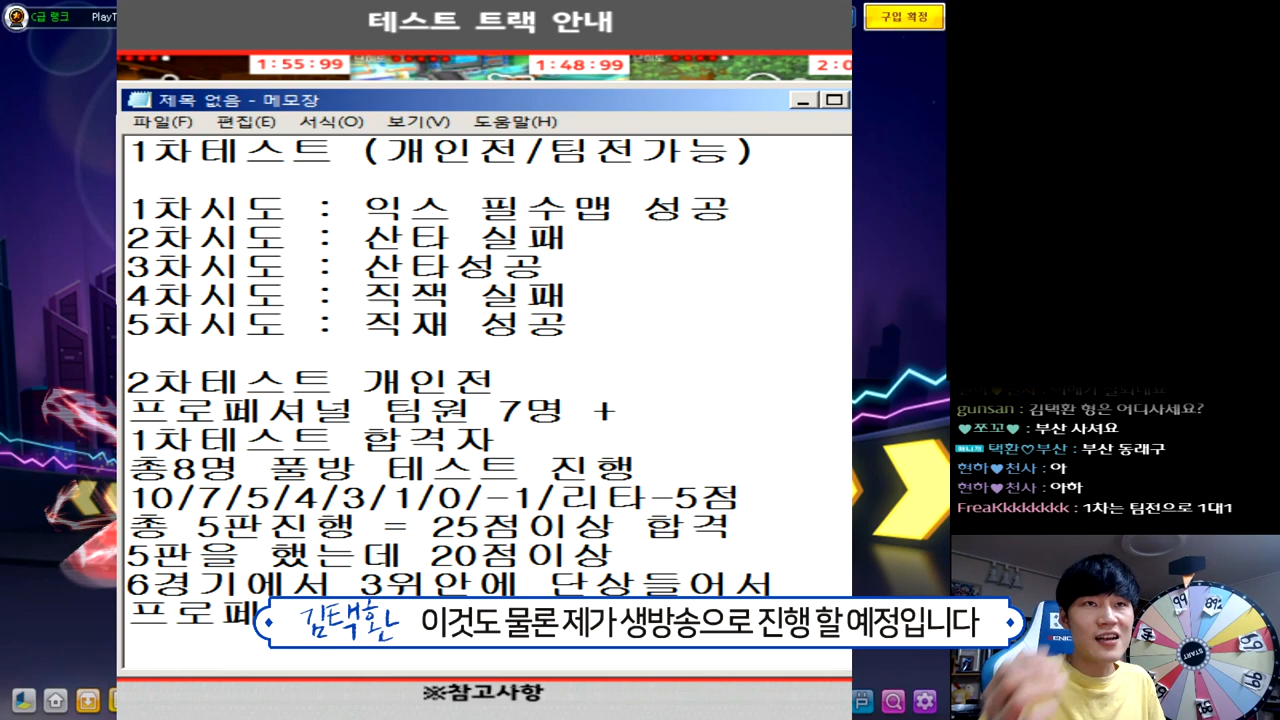 C급 랭크 PlayT
테스트 트랙 안내
구입 확정
1:55:99
1:48:99
제목 없음 - 메모장
파일(F) 편집(E) 서식(O) 보기(V) 도움말(H)
1차테스트 (개인전/팀전가능)
1차시도 : 익스 필수맵 성공
2차시도 : 산타 실패
3차시도 : 산타성공
4차시도 : 직잭 실패
5차시도 : 직재 성공
2차테스트 개인전
프로페셔널 팀원 7명 +
1차테스트 합격자
총8명 풀방 테스트 진행
10/7/5/4/3/1/0/-1/리타-5점
총 5판진행 = 25점이상 합격
5판을 했는데 20점이상
6경기에서 3위안에 단상들어서
프로페
김택환 이것도 물론 제가 생방송으로 진행 할 예정입니다
※참고사항
gunsan : 김택환 형은 어디사세요?
♥쪼꼬♥ : 부산 사셔요
택환♡부산 : 부산 동래구
현하♥천사 : 아
현하♥천사 : 야하
FreaKkkkkkkk : 1차는 팀전으로 1대1
START